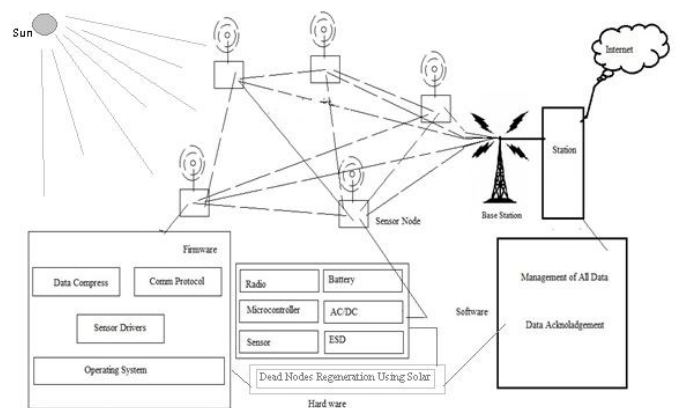 Sun
Internet
Station
Base Station
Sensor Node
Firmware
Data Compress
Comm Protocol
Sensor Drivers
Operating System
Radio
Battery
Microcontroller
AC/DC
Sensor
ESD
Software
Management of All Data
Data Acknoladgement
Dead Nodes Regeneration Using Solar
Hard ware